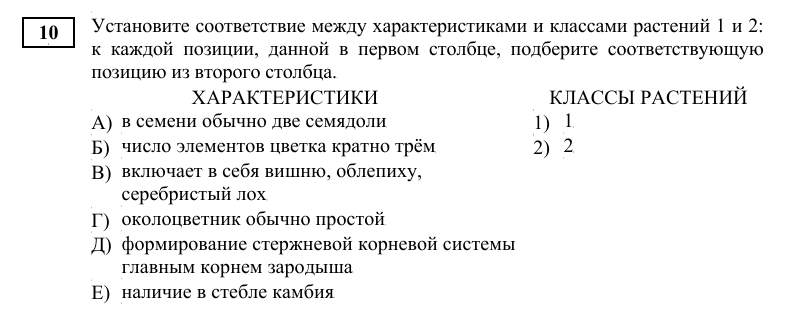 10
Установите соответствие между характеристиками и классами растений 1 и 2:
к каждой позиции, данной в первом столбце, подберите соответствующую
позицию из второго столбца.
ХАРАКТЕРИСТИКИ КЛАССЫ РАСТЕНИЙ
А) в семени обычно две семядоли 1) 1
Б) число элементов цветка кратно трём 2) 2
В) включает в себя вишню, облепиху,
серебристый лох
Г) околоцветник обычно простой
Д) формирование стержневой корневой системы
главным корнем зародыша
Е) наличие в стебле камбия